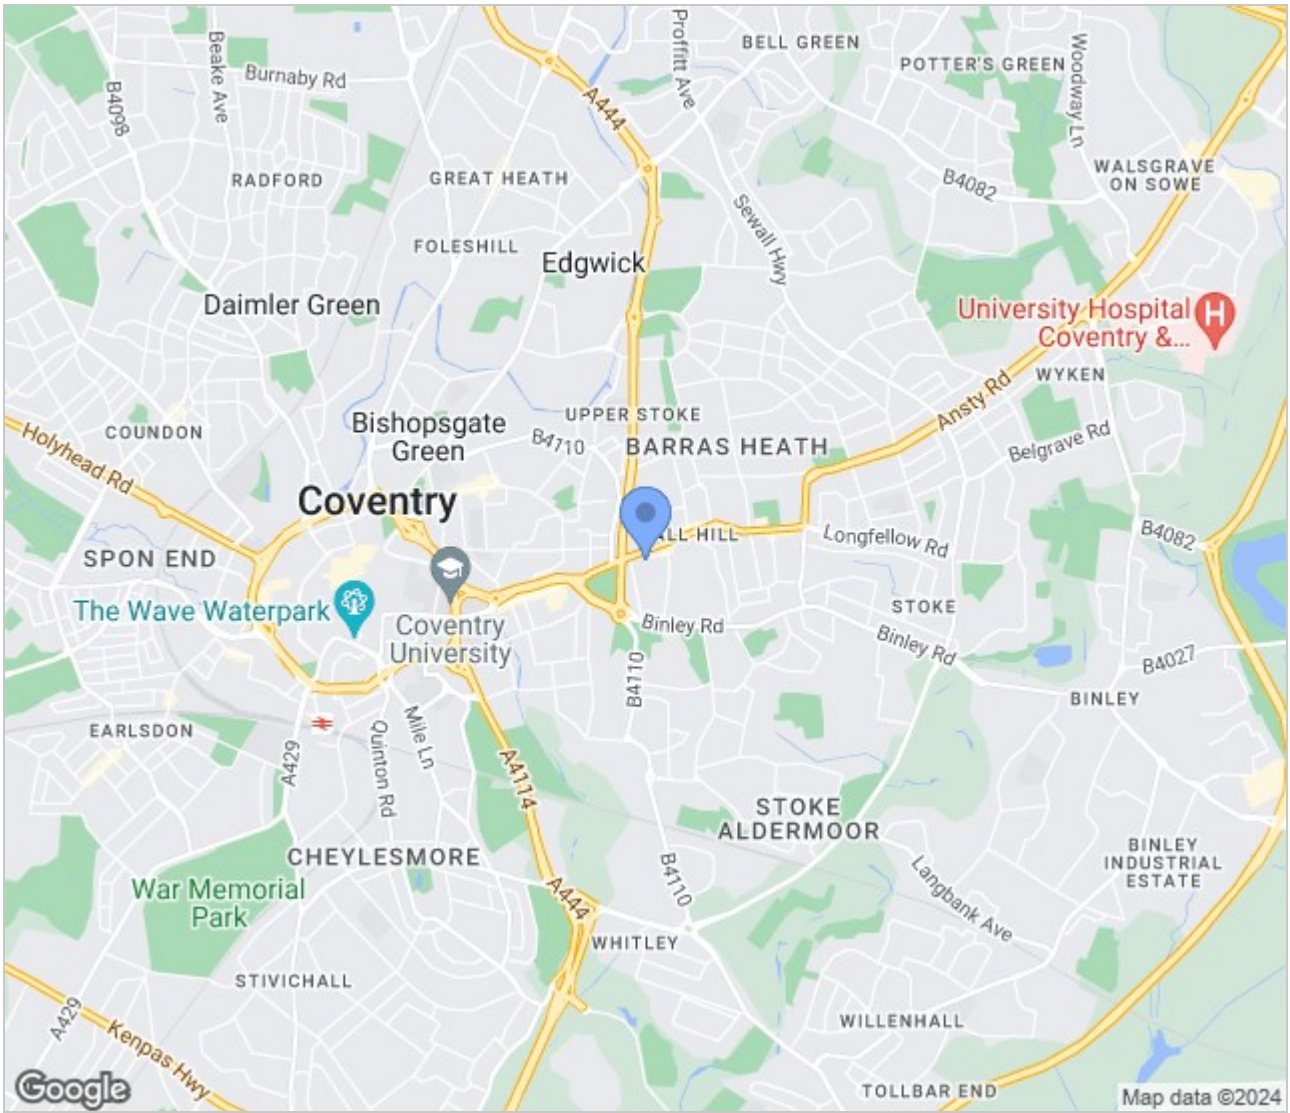 Proffitt Ave
BELL GREEN
Woodway Ln
Beake Ave
POTTER'S GREEN
Burnaby Rd
B4098
A444
WALSGRAVE
ON SOWE
RADFORD
GREAT HEATH
B4082
Sewall Hwy
FOLESHILL
Edgwick
Daimler Green
University Hospital
Coventry &...
H
WYKEN
Ansty Rd
UPPER STOKE
Bishopsgate
Green
B4710
BARRAS HEATH
Belgrave Rd
COUNDON
Holyhead Rd
Coventry
ALL HILL
Longfellow Rd
B4082
SPON END
The Wave Waterpark
Coventry
University
STOKE
Binley Rd
Binley Rd
B4027
B4110
BINLEY
EARLSDON
A429
Quinton Rd
Mile Ln
A4114
STOKE
ALDERMOOR
CHEYLESMORE
BINLEY
INDUSTRIAL
ESTATE
War Memorial
Park
B4110
A444
Langbank Ave
WHITLEY
STIVICHALL
A429
Kenpas Hwy
WILLENHALL
TOLLBAR END
Google
Map data ©2024